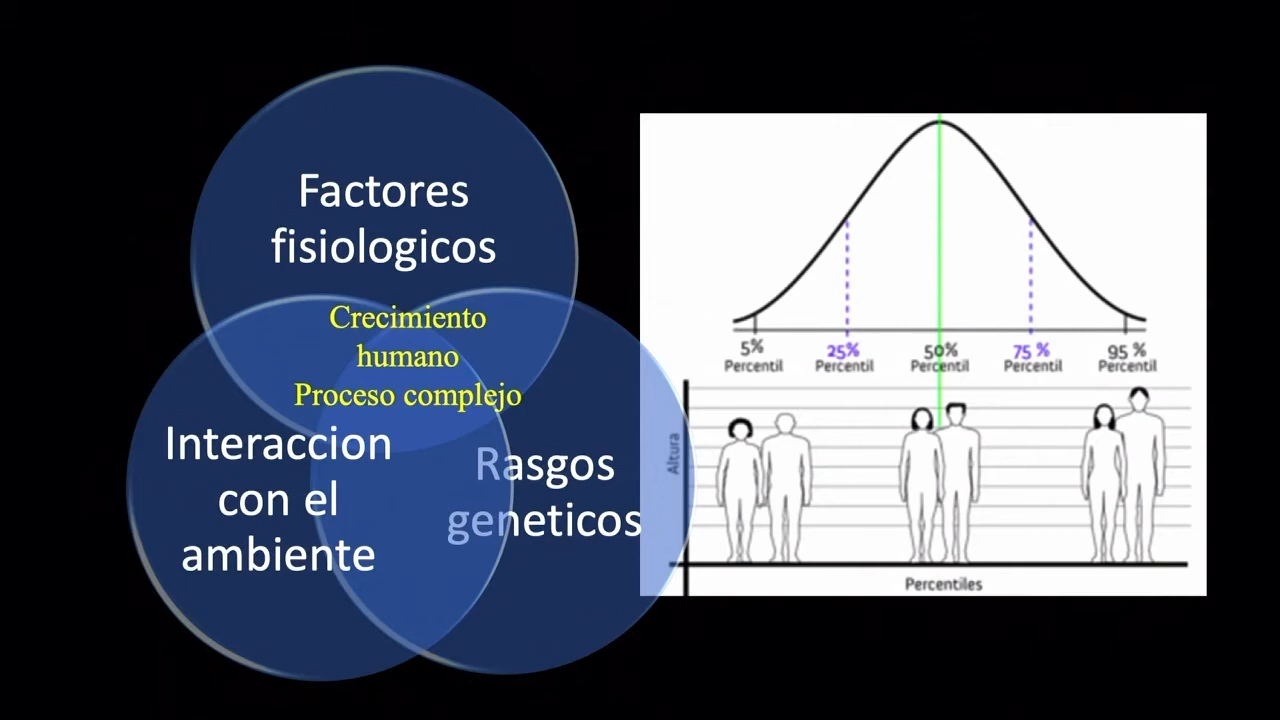 Factores
fisiologicos
Crecimiento
humano
Proceso complejo
Interaccion
con el
ambiente
Rasgos
geneticos
5% 25% 50% 75 % 95 %
Percentil Percentil Percentil Percentil Percentil
Altura
Percentiles